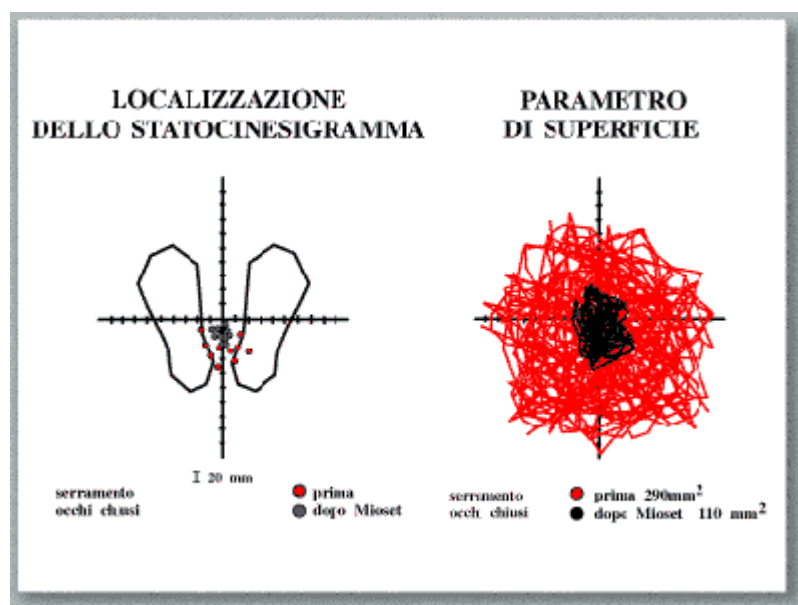 LOCALIZZAZIONE
DELLO STATOCINESIGRAMMA
PARAMETRO
DI SUPERFICIE
20 mm
serramento
occhi chiusi
prima
dopo Mioset
serramento
occh. chiusi
prima 290mm²
dopo Mioset 110 mm²